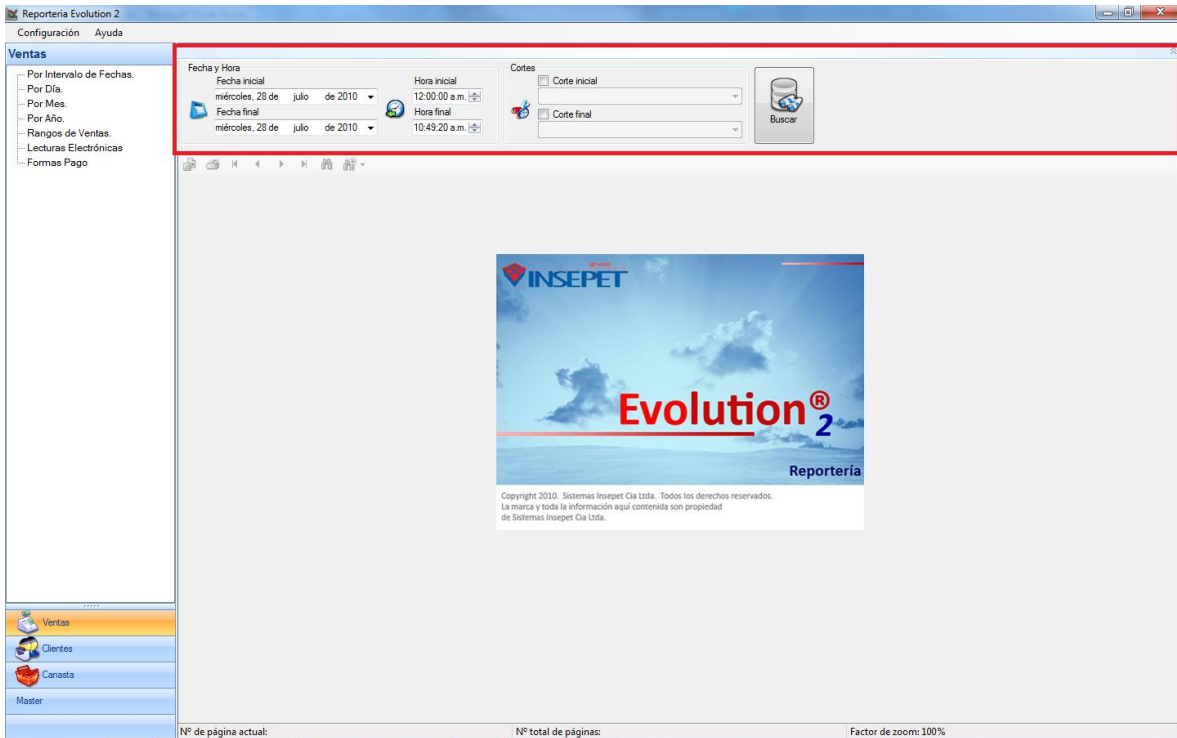 Reporteria Evolution 2
Configuración Ayuda
Ventas
Por Intervalo de Fechas.
Por Día.
Por Mes.
Por Año.
Rangos de Ventas.
Lecturas Electrónicas
Formas Pago
Fecha y Hora
Fecha inicial
Hora inicial
miércoles, 28 de julio de 2010
12:00:00 a.m.
Fecha final
Hora final
miércoles, 28 de julio de 2010
10:49:20 a.m.
Cortes
Corte inicial
Corte final
Buscar
INSEPET
Evolution®
2
Reportería
Copyright 2010. Sistemas Insepet Cia Ltda. Todos los derechos reservados.
La marca y toda la información aquí contenida son propiedad
de Sistemas Insepet Cia Ltda.
Ventas
Clientes
Canasta
Master
Nº de página actual: Nº total de páginas: Factor de zoom: 100%